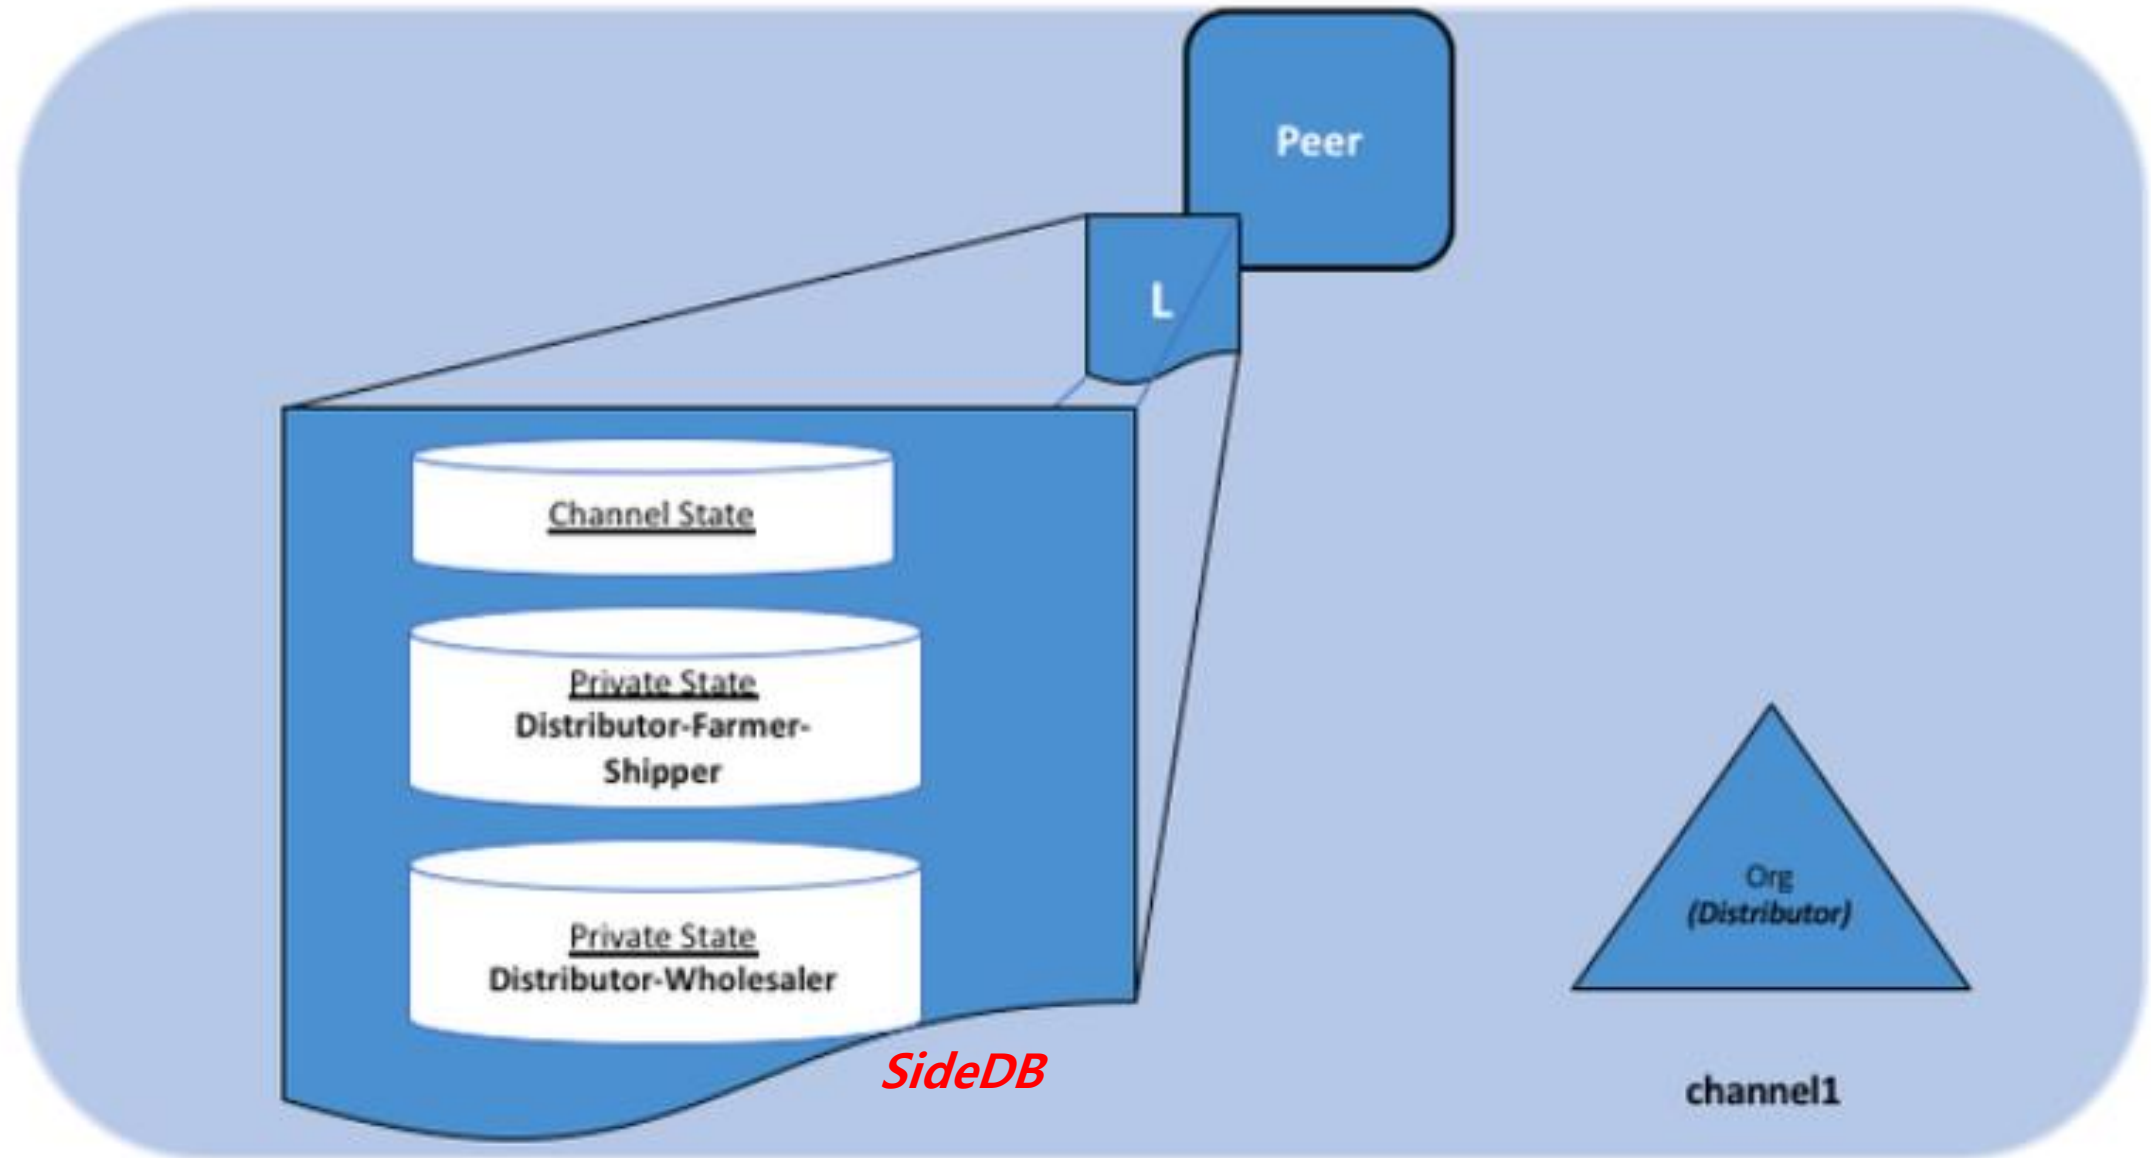 Peer
L
Channel State
Private State
Distributor-Farmer-
Shipper
Private State
Distributor-Wholesaler
SideDB
Org
(Distributor)
channel1